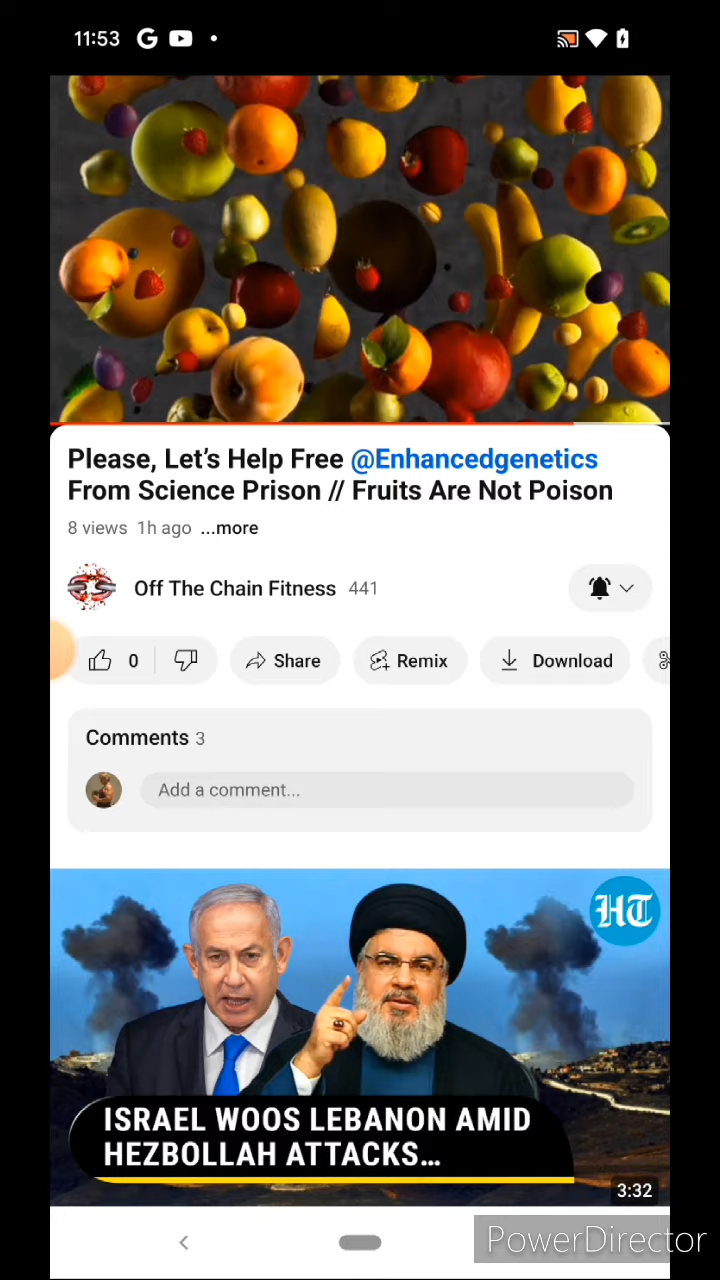 11:53
Please, Let's Help Free @Enhancedgenetics
From Science Prison // Fruits Are Not Poison
8 views 1h ago ...more
Off The Chain Fitness 441
0 Share Remix Download
Comments 3
Add a comment...
HT
ISRAEL WOOS LEBANON AMID
HEZBOLLAH ATTACKS...
3:32
PowerDirector